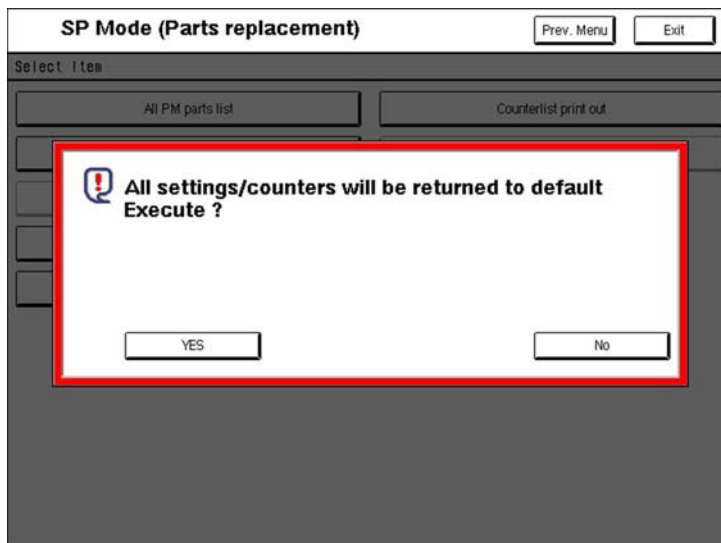 SP Mode (Parts replacement)
Prev. Menu
Exit
Select Item
All PM parts list
Counterlist print out
All settings/counters will be returned to default
Execute ?
YES
No